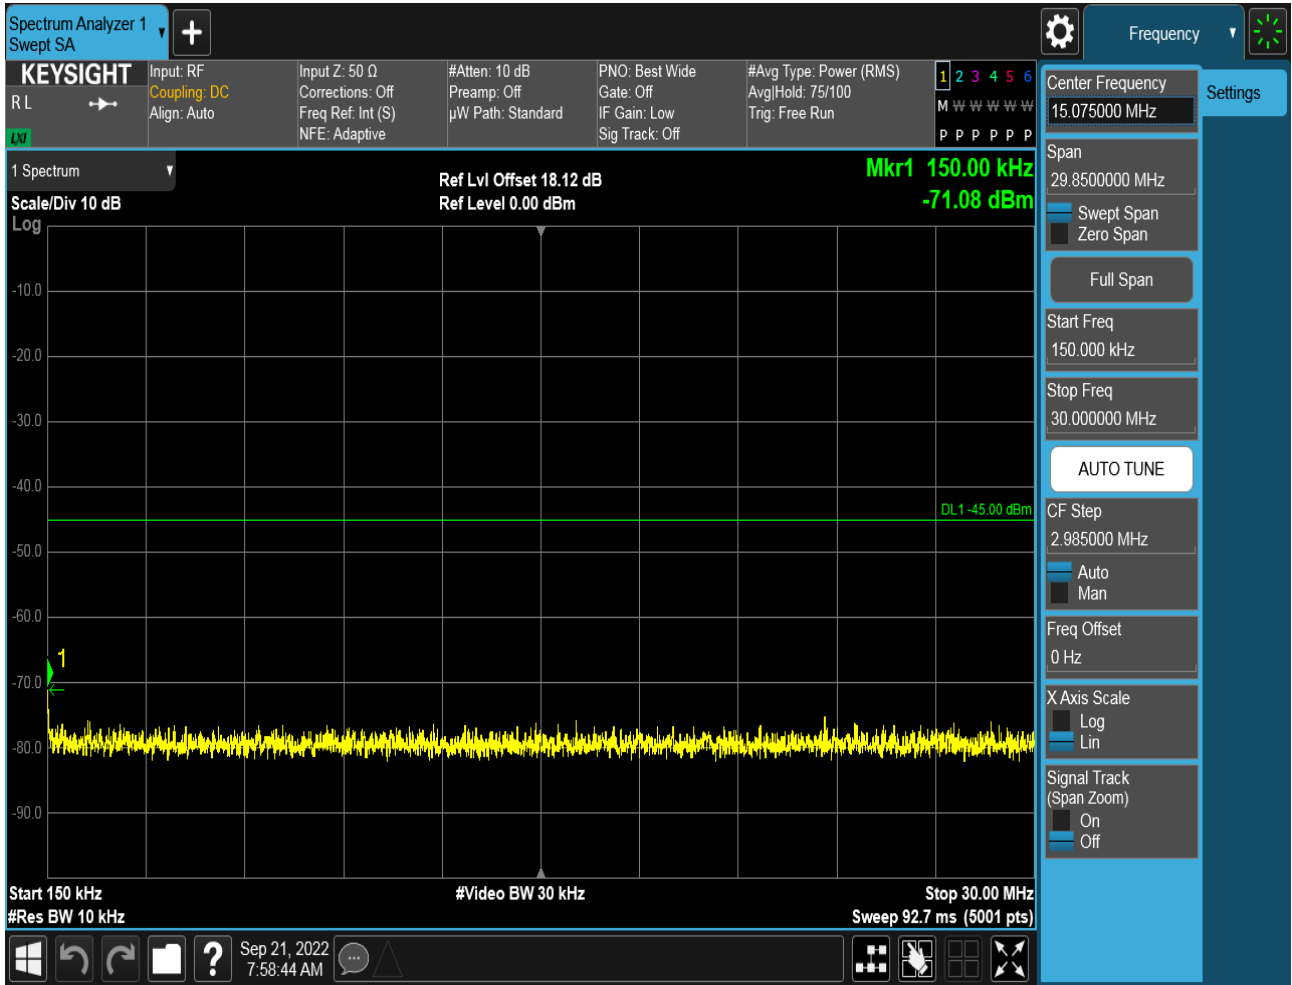 Spectrum Analyzer 1
Swept SA
Frequency
KEYSIGHT
R L
LXI
Input: RF
Coupling: DC
Align: Auto
Input Z: 50 Ω
Corrections: Off
Freq Ref: Int (S)
NFE: Adaptive
#Atten: 10 dB
Preamp: Off
µW Path: Standard
PNO: Best Wide
Gate: Off
IF Gain: Low
Sig Track: Off
#Avg Type: Power (RMS)
Avg|Hold: 75/100
Trig: Free Run
1 2 3 4 5 6
M W W W W W
P P P P P P
1 Spectrum
Scale/Div 10 dB
Log
Ref Lvl Offset 18.12 dB
Ref Level 0.00 dBm
Mkr1 150.00 kHz
-71.08 dBm
-10.0
-20.0
-30.0
-40.0
DL1 -45.00 dBm
-50.0
-60.0
1
-70.0
-80.0
-90.0
Start 150 kHz
#Res BW 10 kHz
#Video BW 30 kHz
Stop 30.00 MHz
Sweep 92.7 ms (5001 pts)
Center Frequency
15.075000 MHz
Settings
Span
29.8500000 MHz
Swept Span
Zero Span
Full Span
Start Freq
150.000 kHz
Stop Freq
30.000000 MHz
AUTO TUNE
CF Step
2.985000 MHz
Auto
Man
Freq Offset
0 Hz
X Axis Scale
Log
Lin
Signal Track
(Span Zoom)
On
Off
?
Sep 21, 2022
7:58:44 AM